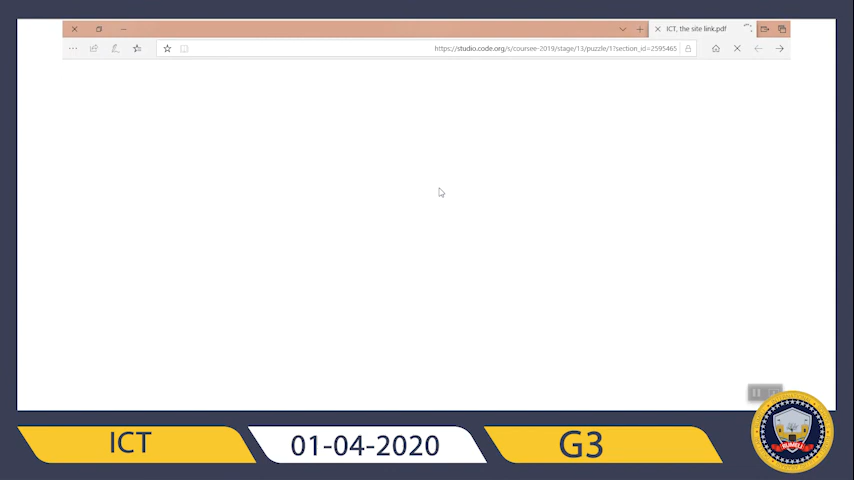 ICT, the site link.pdf
https://studio.code.org/s/coursee-2019/stage/13/puzzle/1?section_id=2595465
ICT
01-04-2020
G3
RUMELI